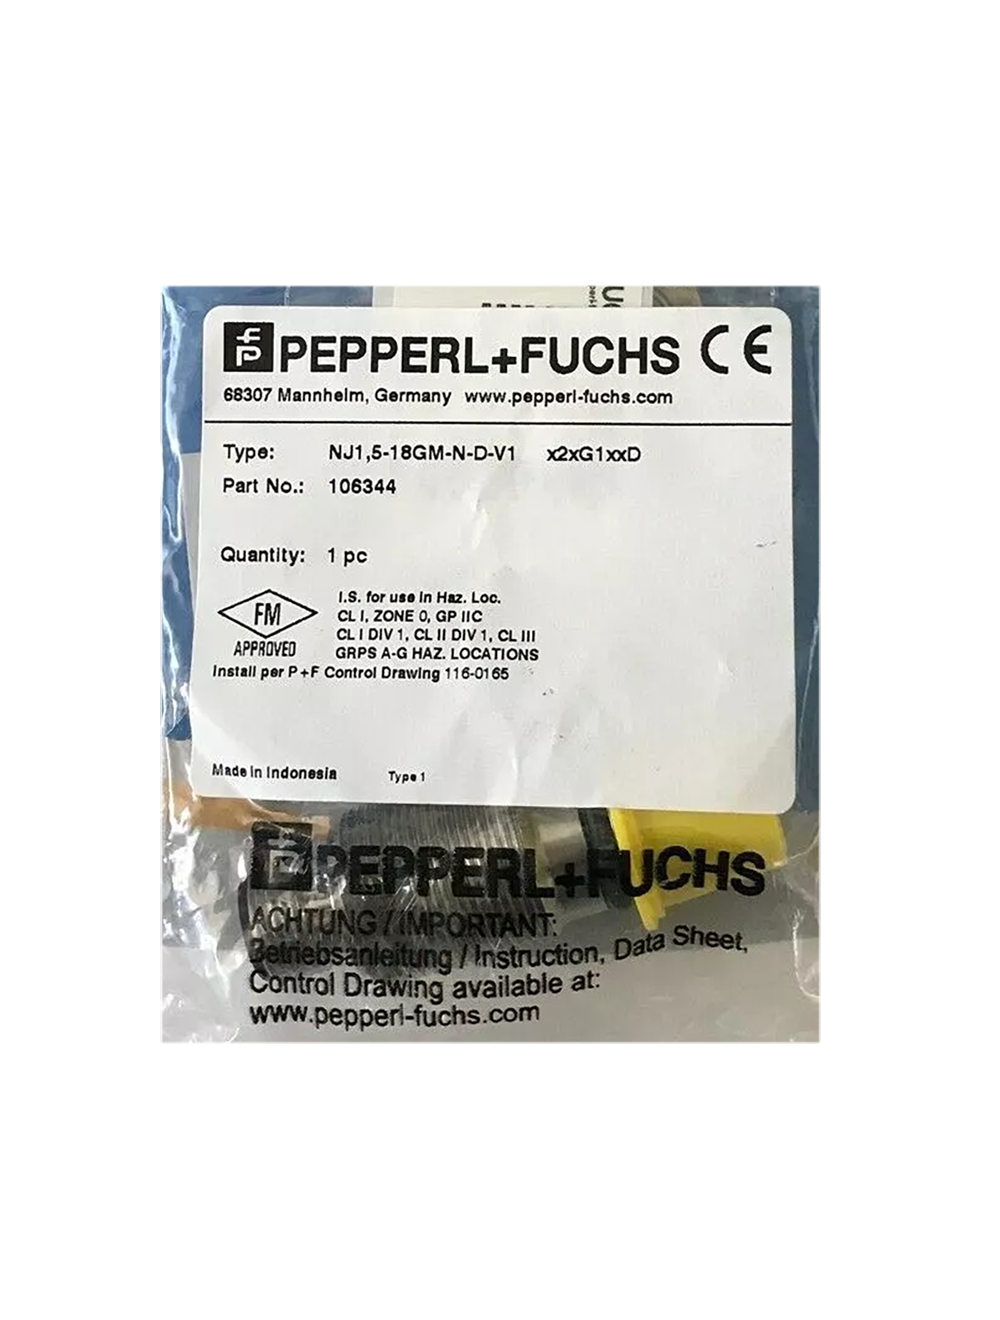 PEPPERL+FUCHS CE
68307 Mannheim, Germany www.pepperl-fuchs.com
Type: NJ1,5-18GM-N-D-V1 x2xG1xxD
Part No.: 106344
Quantity: 1 pc
I.S. for use in Haz. Loc.
FM CL I, ZONE 0, GP IIC
CL I DIV 1, CL II DIV 1, CL III
APPROVED GRPS A-G HAZ. LOCATIONS
Install per P+F Control Drawing 116-0165
Made in Indonesia Type 1
PEPPERL+FUCHS
ACHTUNG / IMPORTANT:
Betriebsanleitung / Instruction, Data Sheet,
Control Drawing available at:
www.pepperl-fuchs.com